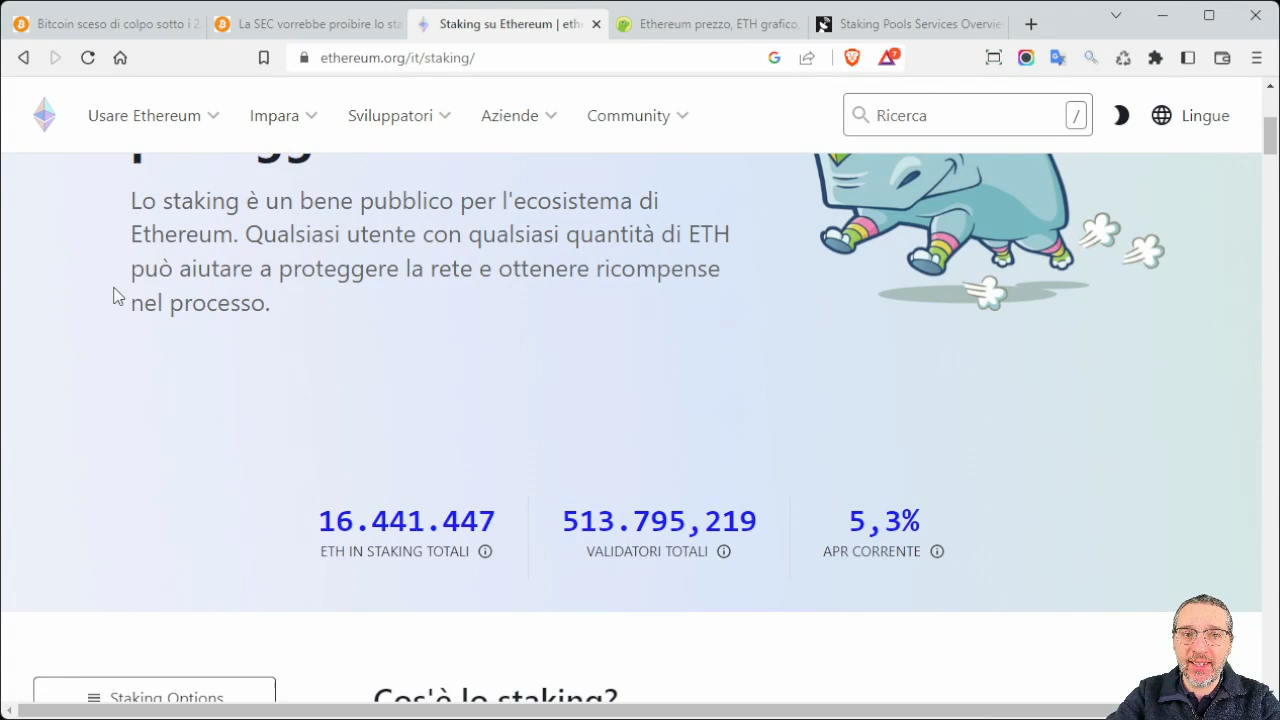 Bitcoin sceso di colpo sotto i 2
La SEC vorrebbe proibire lo sta
Staking su Ethereum | eth
Ethereum prezzo, ETH grafico,
Staking Pools Services Overvie
ethereum.org/it/staking/
7
Usare Ethereum
Impara
Sviluppatori
Aziende
Community
Ricerca
/
Lingue
Lo staking è un bene pubblico per l'ecosistema di
Ethereum. Qualsiasi utente con qualsiasi quantità di ETH
può aiutare a proteggere la rete e ottenere ricompense
nel processo.
16.441.447
ETH IN STAKING TOTALI
513.795,219
VALIDATORI TOTALI
5,3%
APR CORRENTE
Staking Options
Cos'è lo staking?